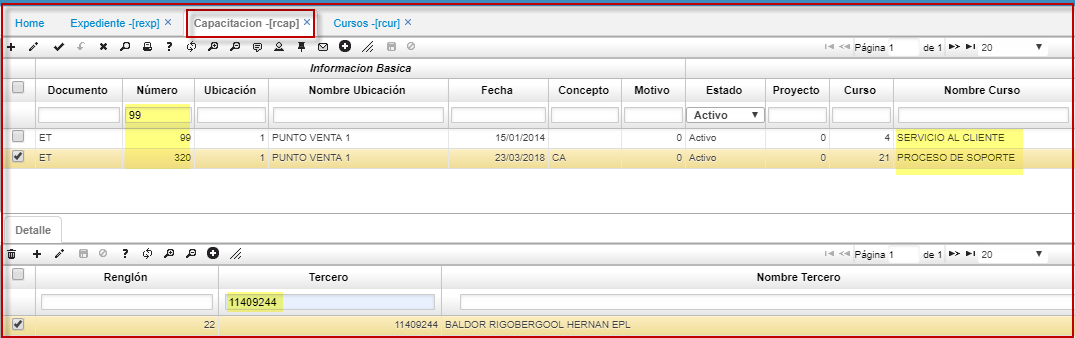 Home Expediente -[rexp] × Capacitacion -[rcap] × Cursos -[rcur] ×
Página 1 de 1 20
Informacion Basica
Documento Número Ubicación Nombre Ubicación Fecha Concepto Motivo Estado Proyecto Curso Nombre Curso
99 Activo
ET 99 1 PUNTO VENTA 1 15/01/2014 0 Activo 0 4 SERVICIO AL CLIENTE
ET 320 1 PUNTO VENTA 1 23/03/2018 CA 0 Activo 0 21 PROCESO DE SOPORTE
Detalle
Página 1 de 1 20
Renglón Tercero Nombre Tercero
11409244
22 11409244 BALDOR RIGOBERGOOL HERNAN EPL